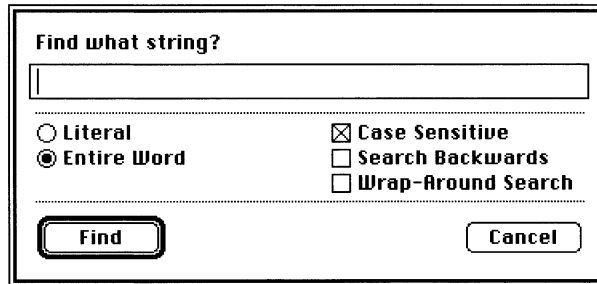 Find what string?
Literal
Case Sensitive
Entire Word
Search Backwards
Wrap-Around Search
Find
Cancel